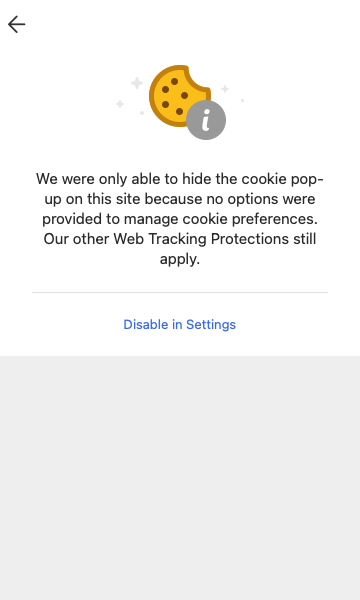 We were only able to hide the cookie pop-
up on this site because no options were
provided to manage cookie preferences.
Our other Web Tracking Protections still
apply.
Disable in Settings